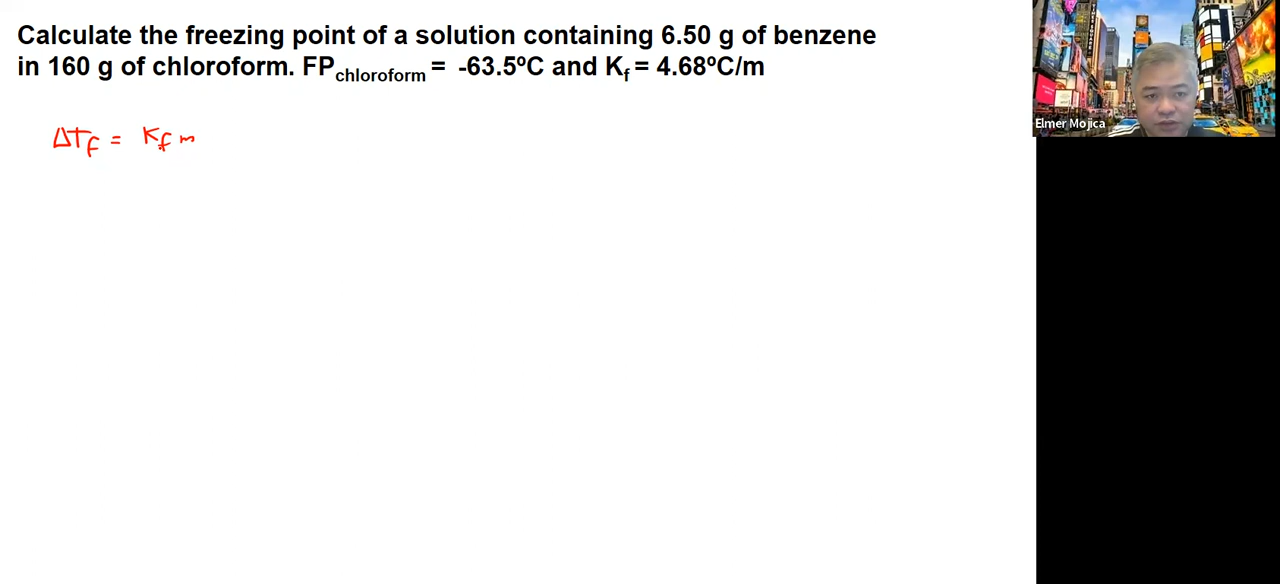 Calculate the freezing point of a solution containing 6.50 g of benzene
in 160 g of chloroform. FPchloroform = -63.5ºC and Kf = 4.68ºC/m
ΔTf = Kf m
Elmer Mojica